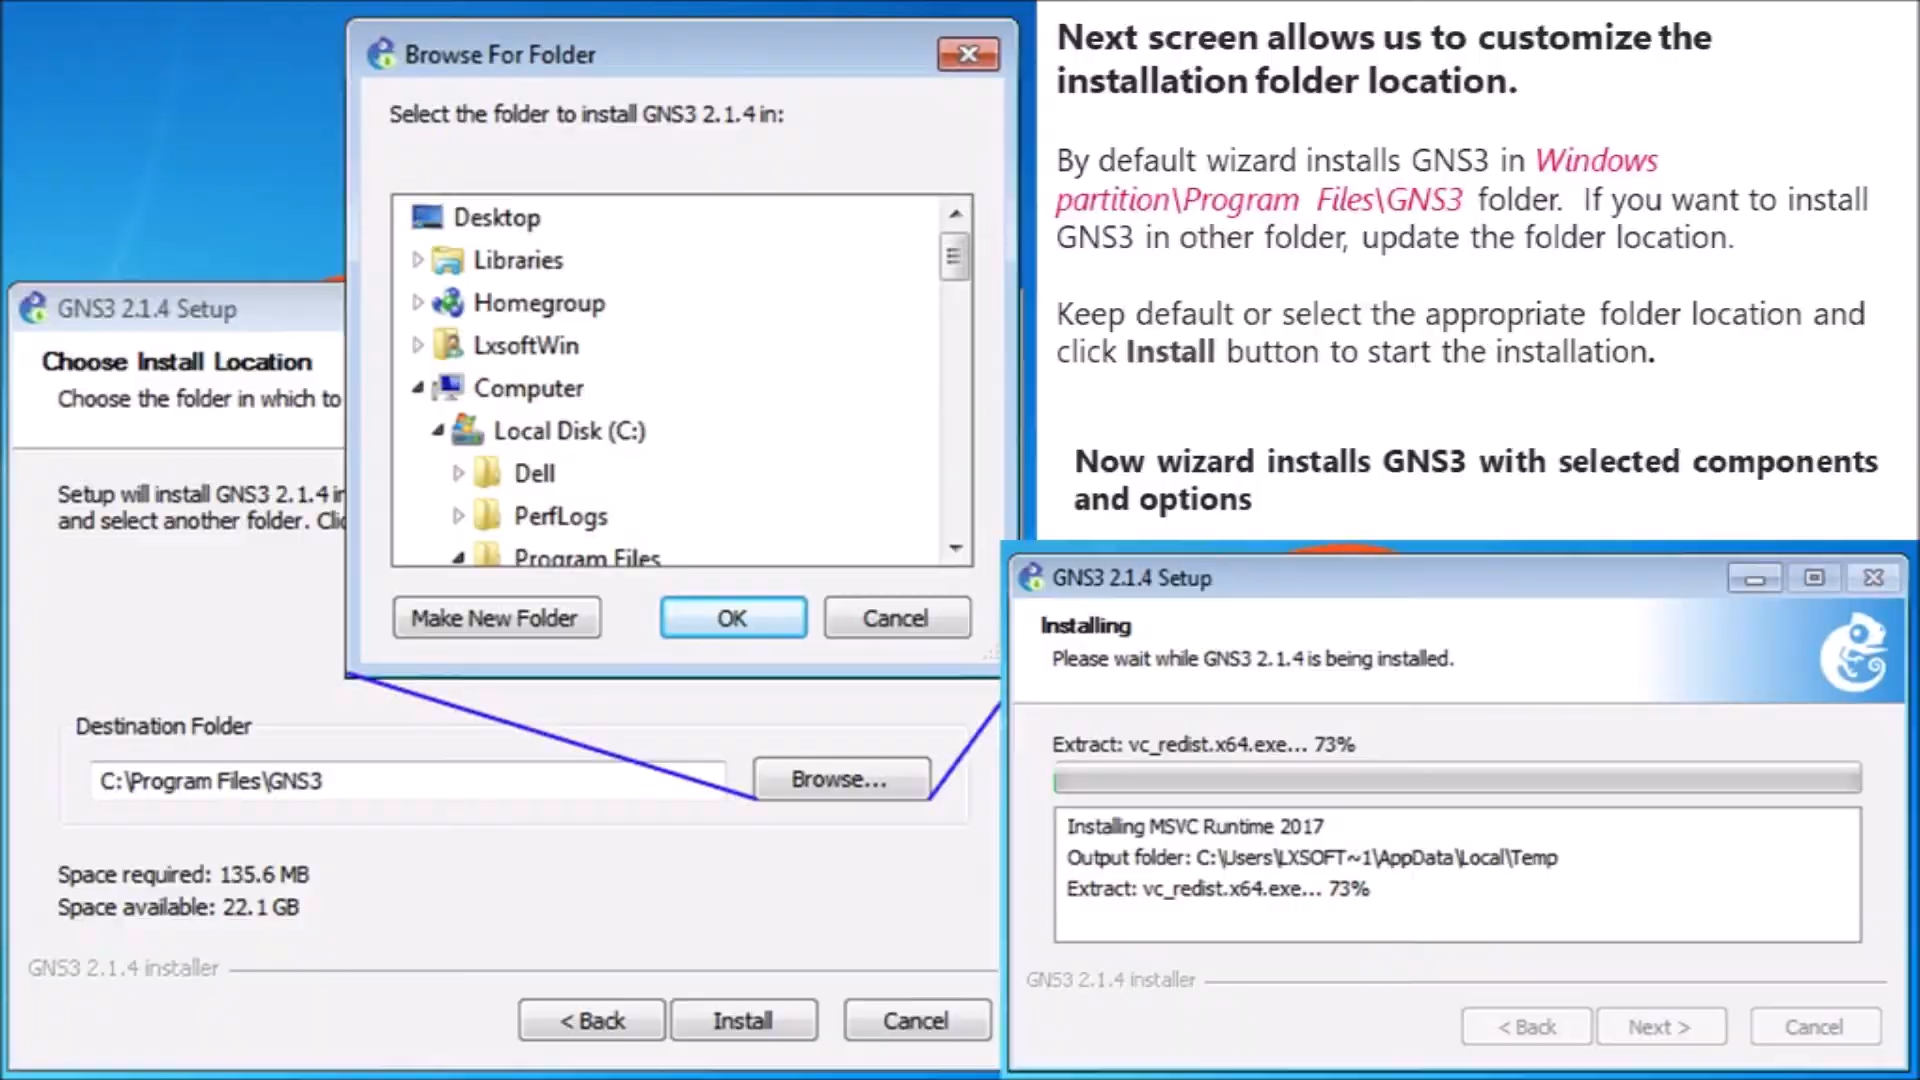 Browse For Folder
Select the folder to install GNS3 2.1.4 in:
Desktop
Libraries
Homegroup
LxsoftWin
Computer
Local Disk (C:)
Dell
PerfLogs
Program Files
Make New Folder
OK
Cancel
GNS3 2.1.4 Setup
Choose Install Location
Choose the folder in which to
Setup will install GNS3 2.1.4 in
and select another folder. Clic
Destination Folder
C:\Program Files\GNS3
Browse...
Space required: 135.6 MB
Space available: 22.1 GB
GNS3 2.1.4 installer
< Back
Install
Cancel
Next screen allows us to customize the
installation folder location.
By default wizard installs GNS3 in Windows
partition\Program Files\GNS3 folder. If you want to install
GNS3 in other folder, update the folder location.
Keep default or select the appropriate folder location and
click Install button to start the installation.
Now wizard installs GNS3 with selected components
and options
GNS3 2.1.4 Setup
Installing
Please wait while GNS3 2.1.4 is being installed.
Extract: vc_redist.x64.exe... 73%
Installing MSVC Runtime 2017
Output folder: C:\Users\LXSOFT~1\AppData\Local\Temp
Extract: vc_redist.x64.exe... 73%
GNS3 2.1.4 installer
< Back
Next >
Cancel